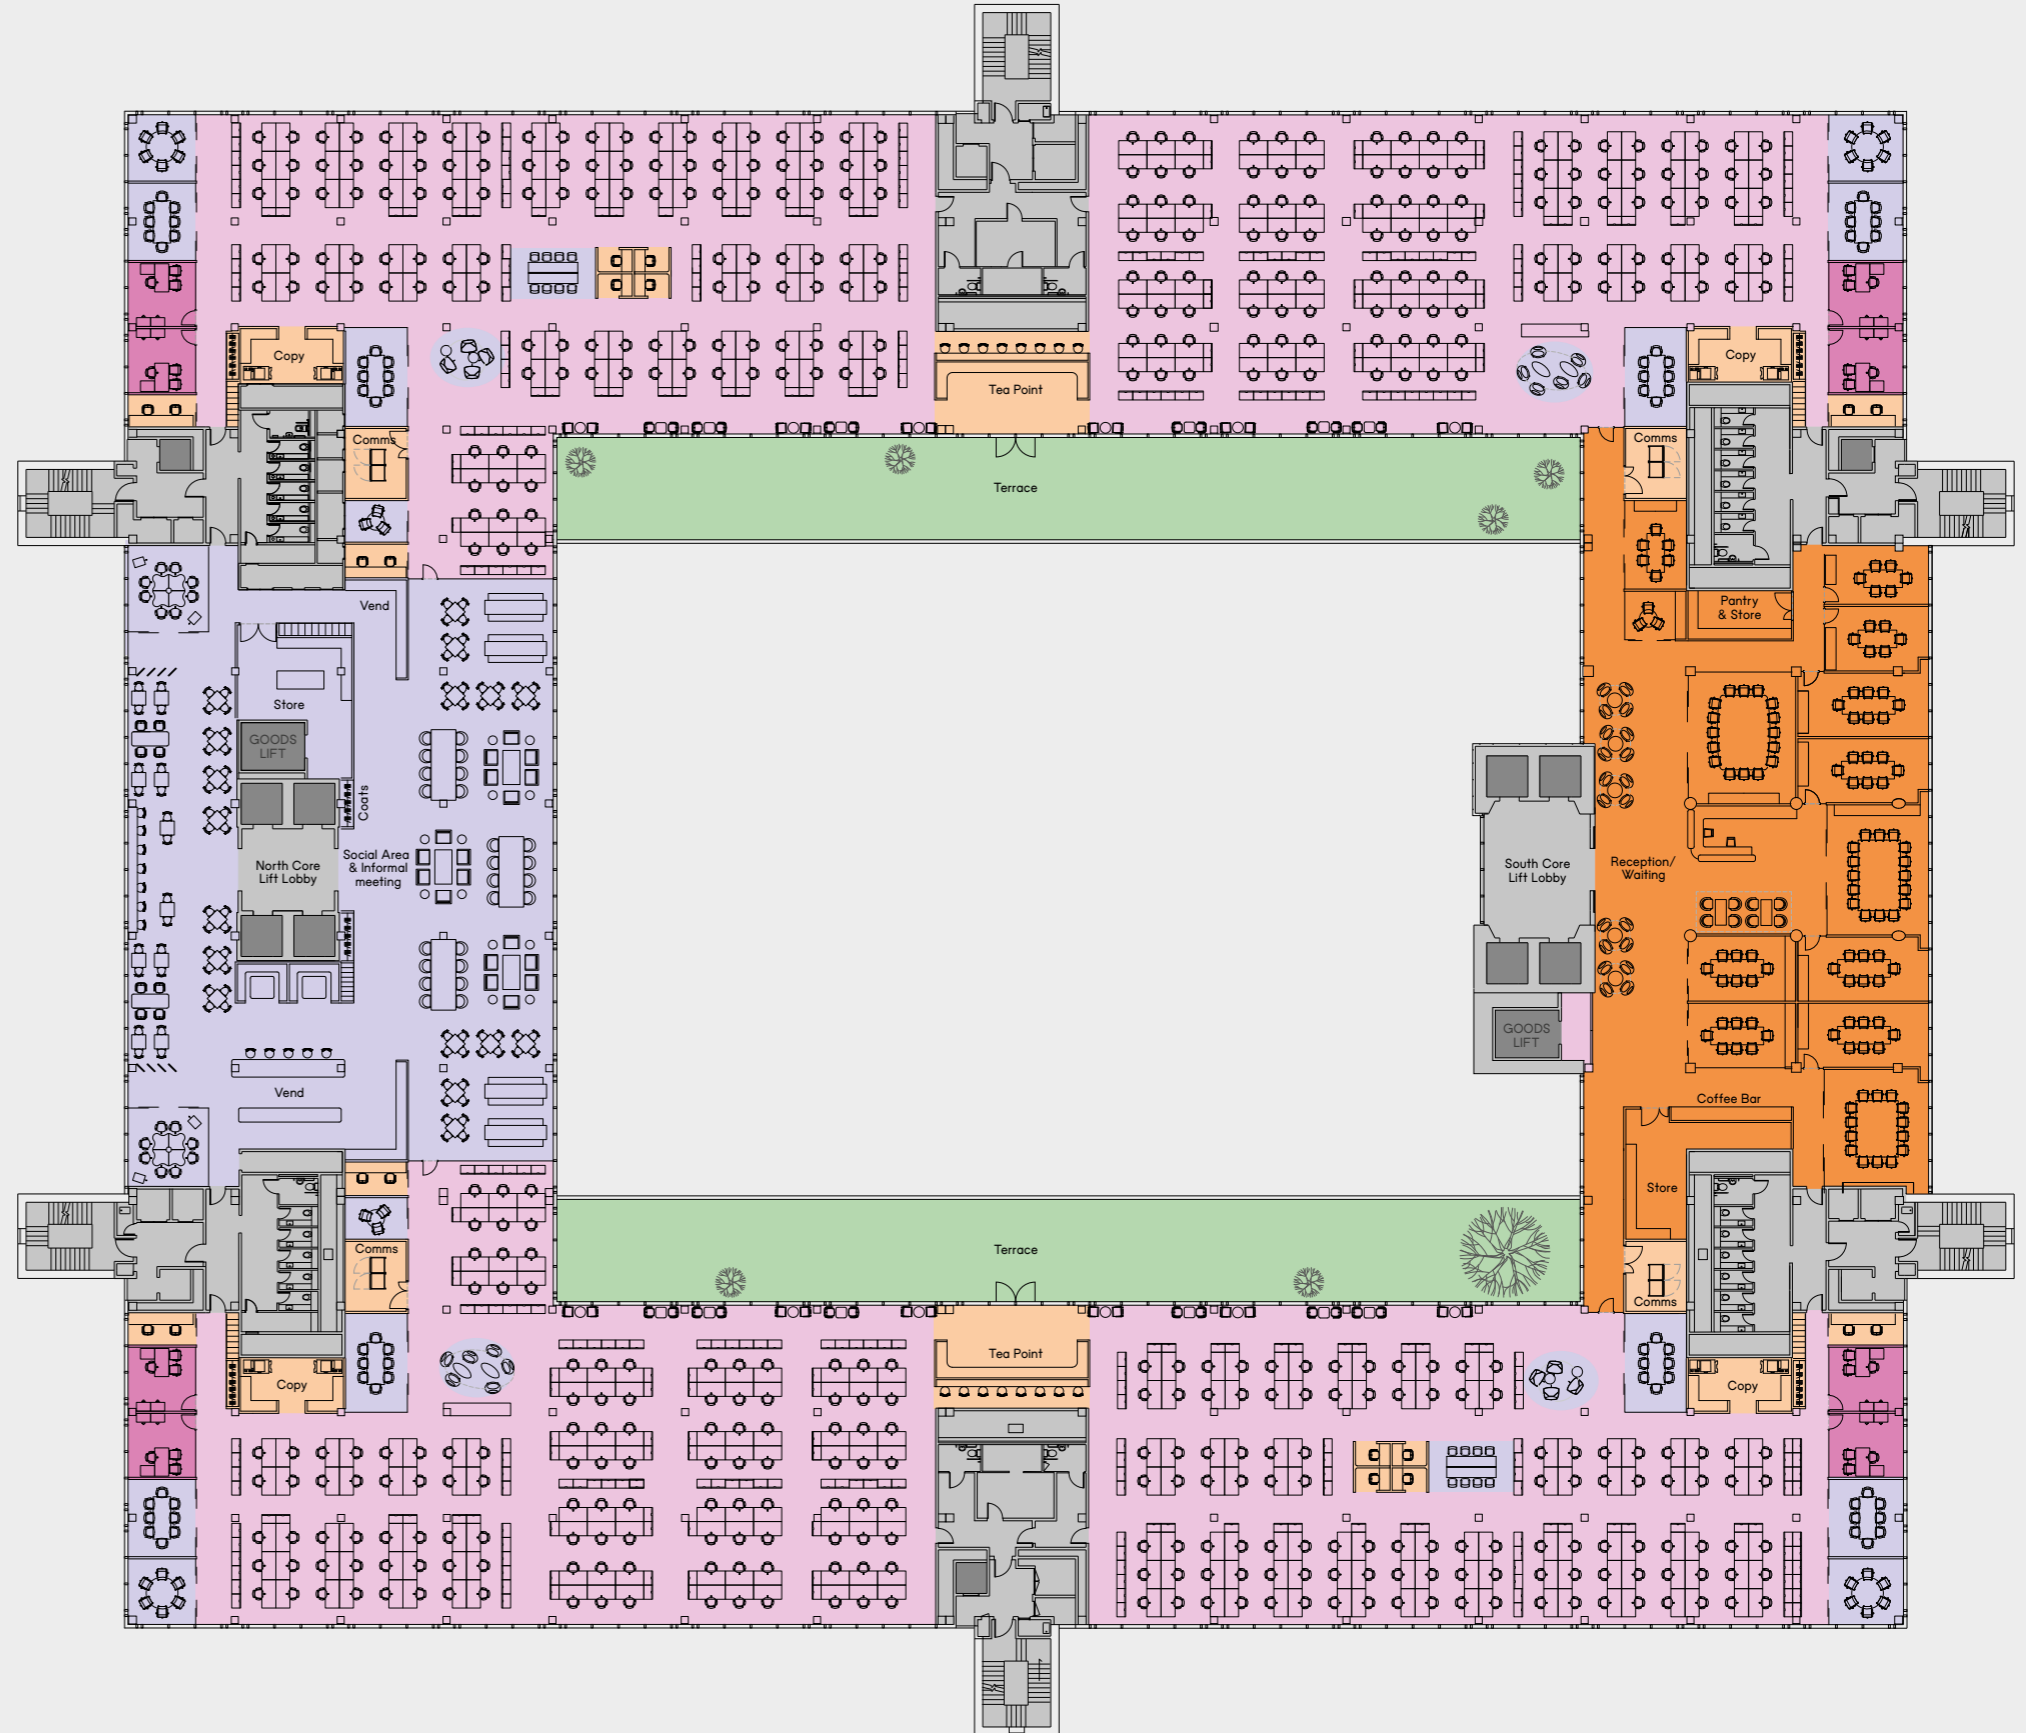 Copy
Copy
Tea Point
Comms
Comms
Terrace
Vend
Pantry
& Store
Store
GOODS
LIFT
Coats
North Core
Lift Lobby
Social Area
& Informal
meeting
South Core
Lift Lobby
Reception/
Waiting
GOODS
LIFT
Vend
Coffee Bar
Store
Comms
Terrace
Comms
Tea Point
Copy
Copy